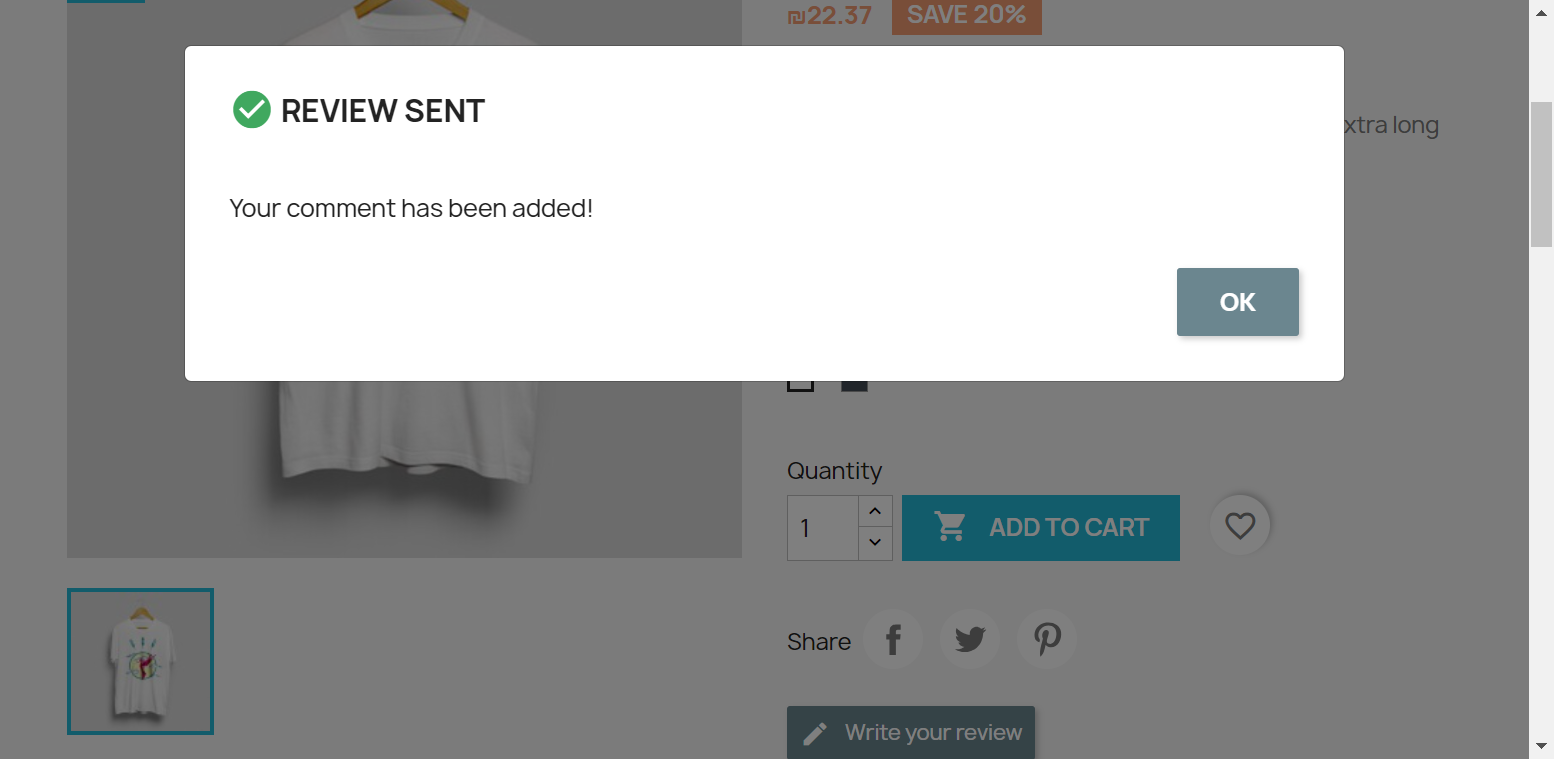 ₪22.37 SAVE 20%
REVIEW SENT
xtra long
Your comment has been added!
OK
Quantity
1 ADD TO CART
Share
Write your review